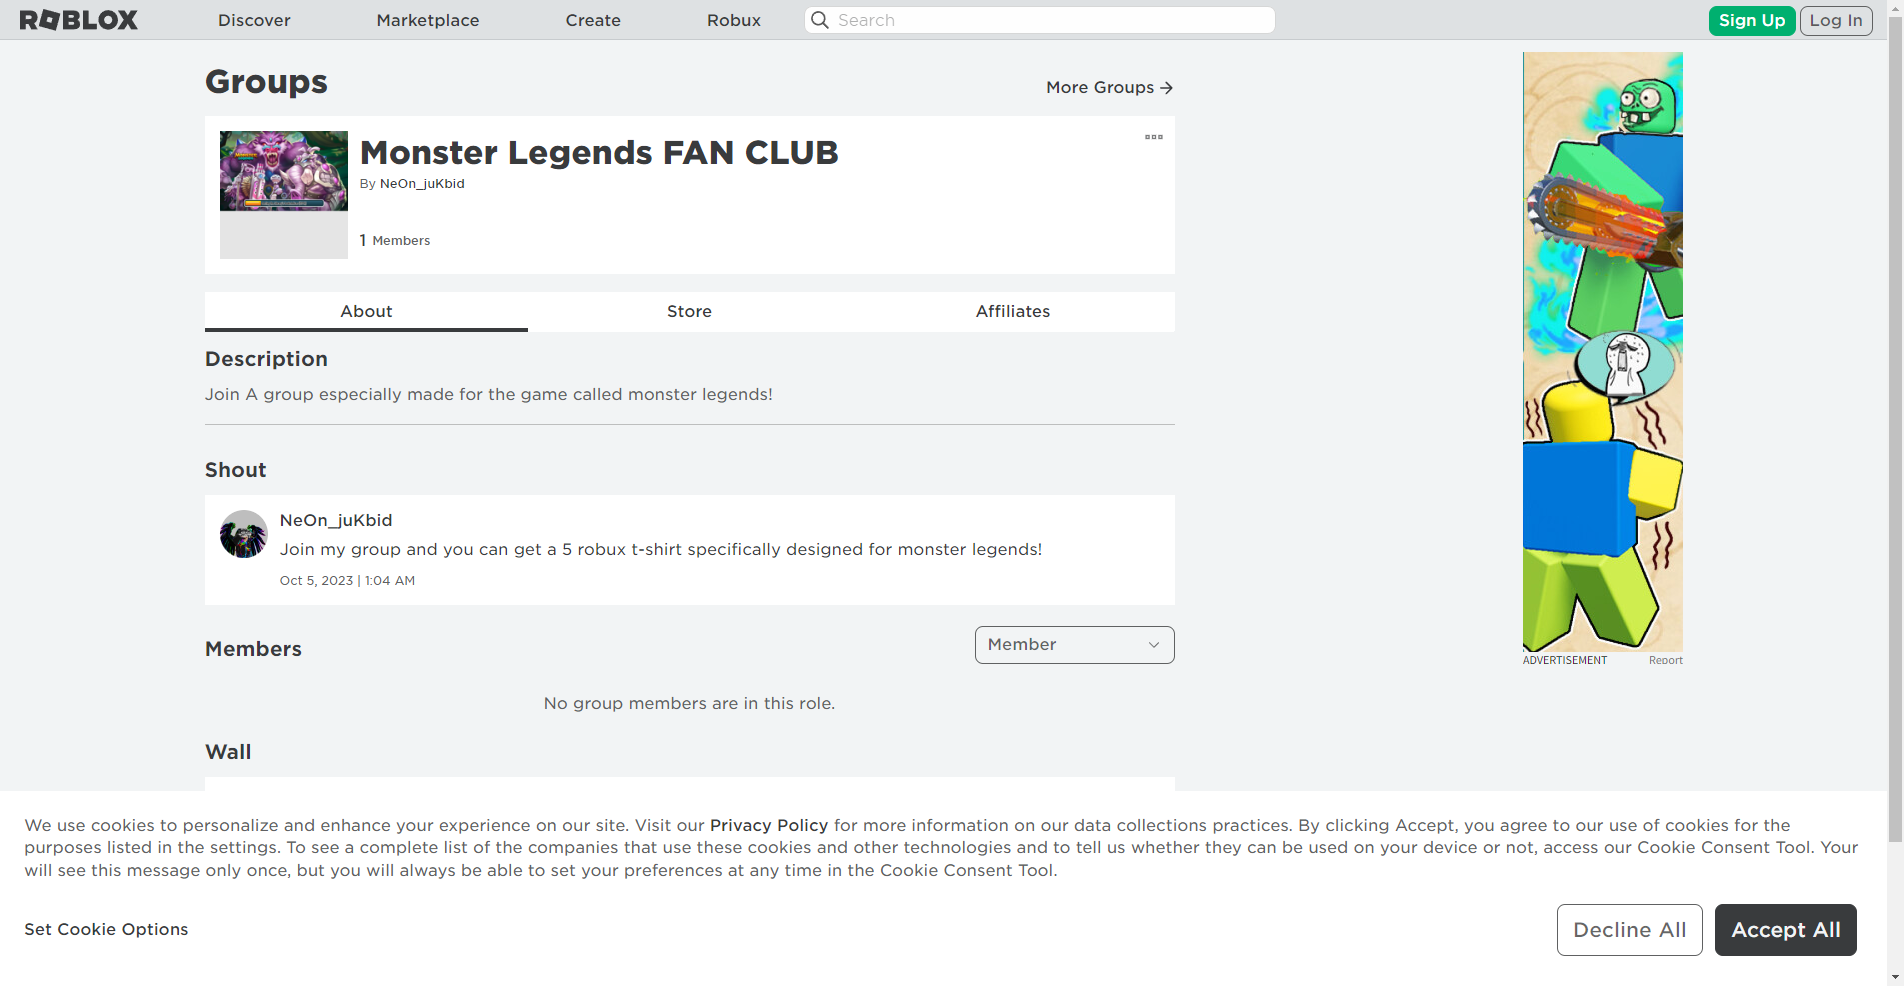 ROBLOX Discover Marketplace Create Robux Search Sign Up Log In
Groups
More Groups
Monster Legends FAN CLUB
By NeOn_juKbid
1 Members
About Store Affiliates
Description
Join A group especially made for the game called monster legends!
Shout
NeOn_juKbid
Join my group and you can get a 5 robux t-shirt specifically designed for monster legends!
Oct 5, 2023 | 1:04 AM
Members
Member
No group members are in this role.
Wall
ADVERTISEMENT Report
We use cookies to personalize and enhance your experience on our site. Visit our Privacy Policy for more information on our data collections practices. By clicking Accept, you agree to our use of cookies for the
purposes listed in the settings. To see a complete list of the companies that use these cookies and other technologies and to tell us whether they can be used on your device or not, access our Cookie Consent Tool. Your
will see this message only once, but you will always be able to set your preferences at any time in the Cookie Consent Tool.
Set Cookie Options
Decline All
Accept All